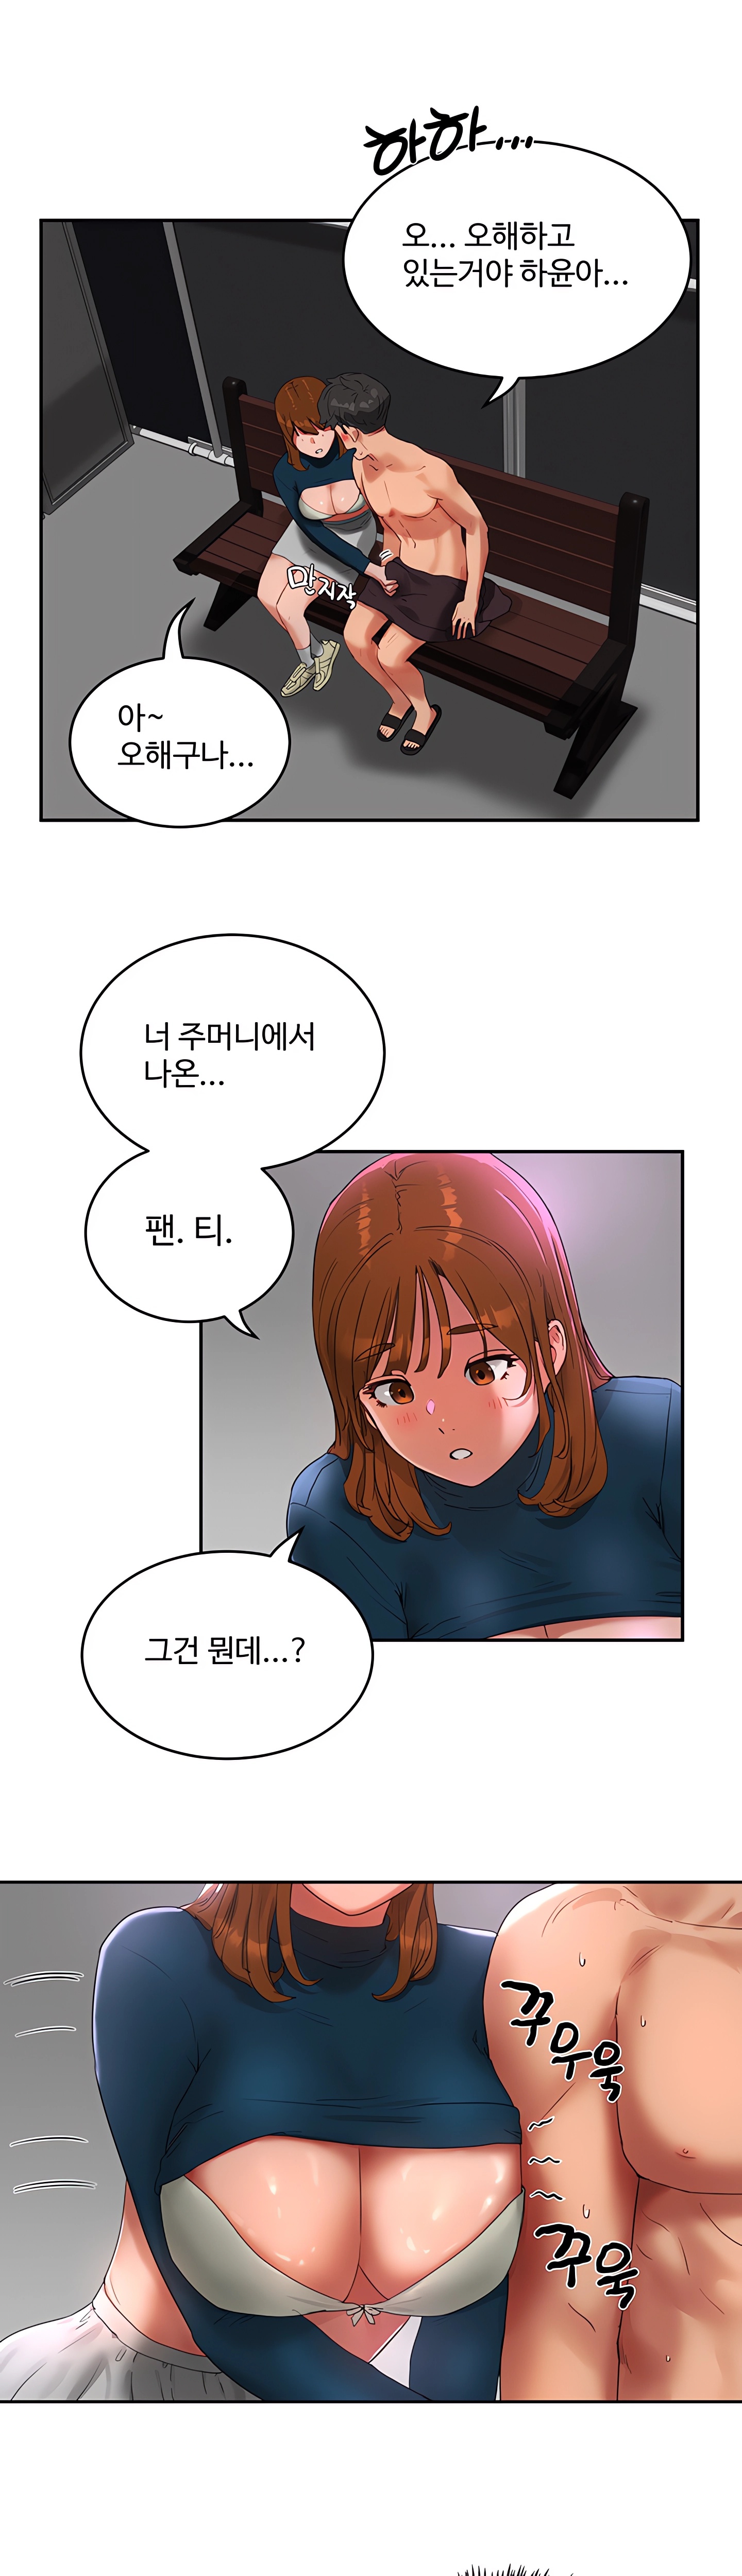 하하...
오... 오해하고
있는거야 하윤아...
만지작
아~
오해구나...
너 주머니에서
나온...
팬. 티.
그건 뭔데...?
꾸우욱
꾸욱